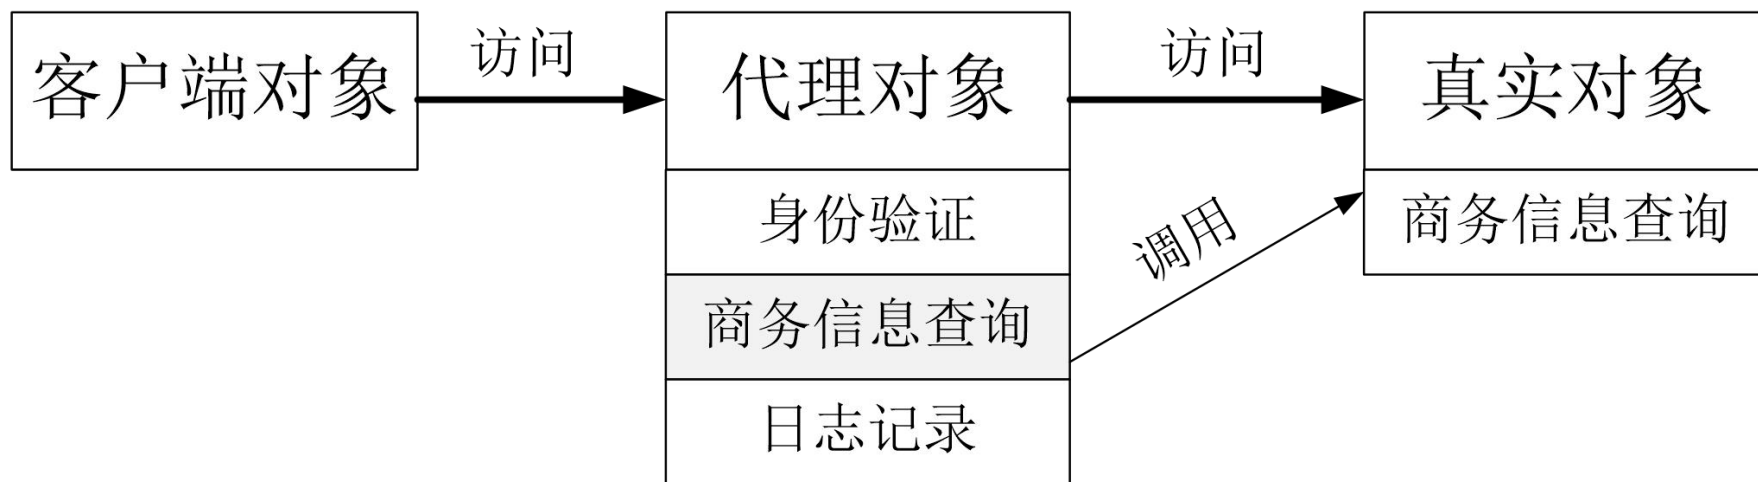 客户端对象
访问
代理对象
访问
真实对象
身份验证
商务信息查询
调用
商务信息查询
日志记录